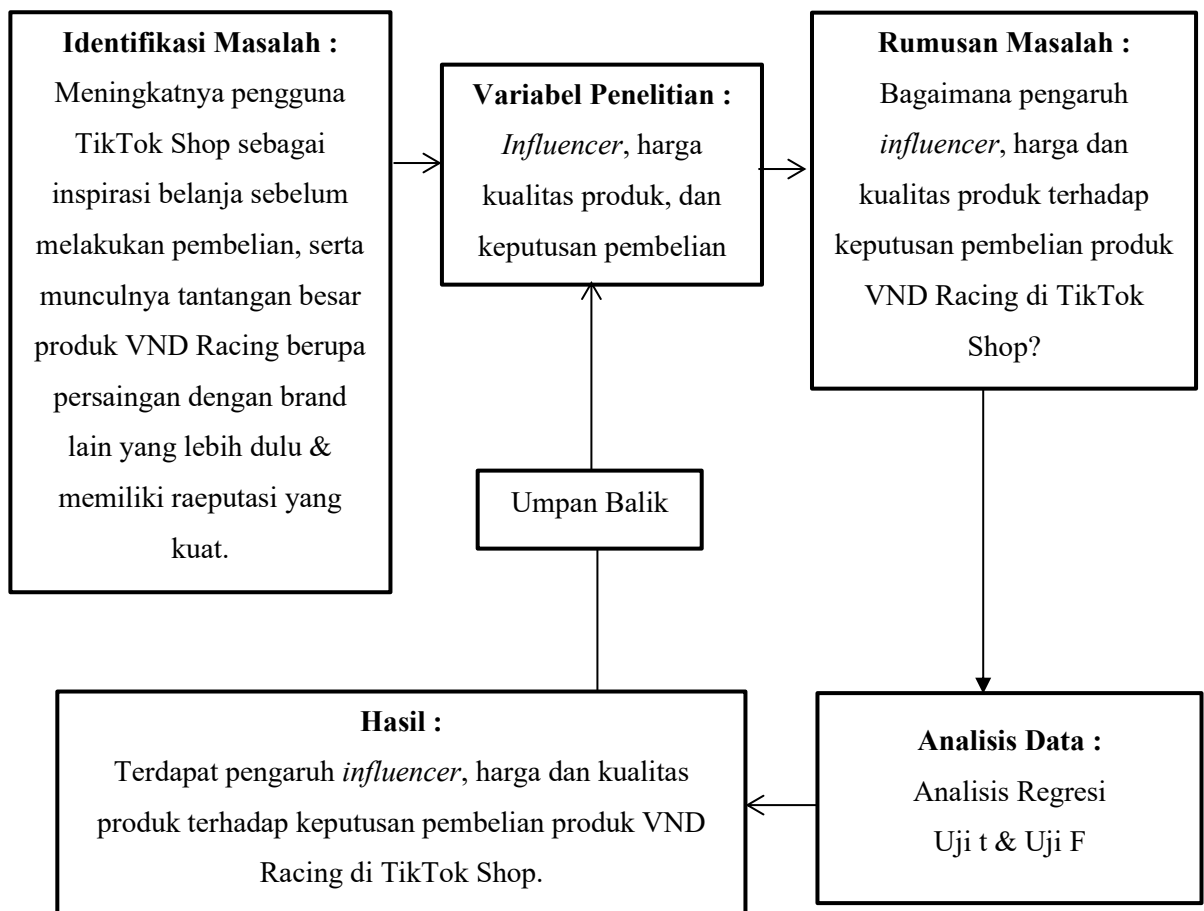 Identifikasi Masalah :
Meningkatnya pengguna
TikTok Shop sebagai
inspirasi belanja sebelum
melakukan pembelian, serta
munculnya tantangan besar
produk VND Racing berupa
persaingan dengan brand
lain yang lebih dulu &
memiliki raeputasi yang
kuat.
Variabel Penelitian :
Influencer, harga
kualitas produk, dan
keputusan pembelian
Rumusan Masalah :
Bagaimana pengaruh
influencer, harga dan
kualitas produk terhadap
keputusan pembelian produk
VND Racing di TikTok
Shop?
Umpan Balik
Hasil :
Terdapat pengaruh influencer, harga dan kualitas
produk terhadap keputusan pembelian produk VND
Racing di TikTok Shop.
Analisis Data :
Analisis Regresi
Uji t & Uji F